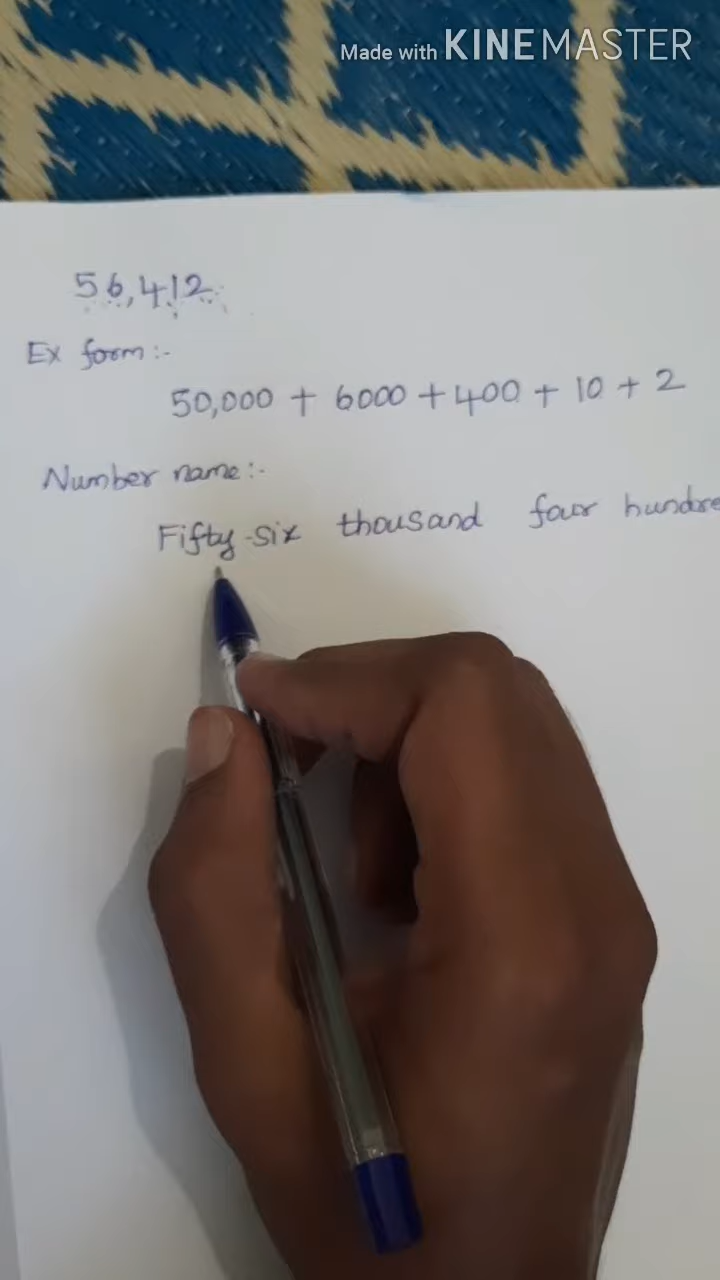 Made with KINEMASTER
56,412
Ex form:-
50,000 + 6000 + 400 + 10 + 2
Number name:-
Fifty-six thousand four hundre